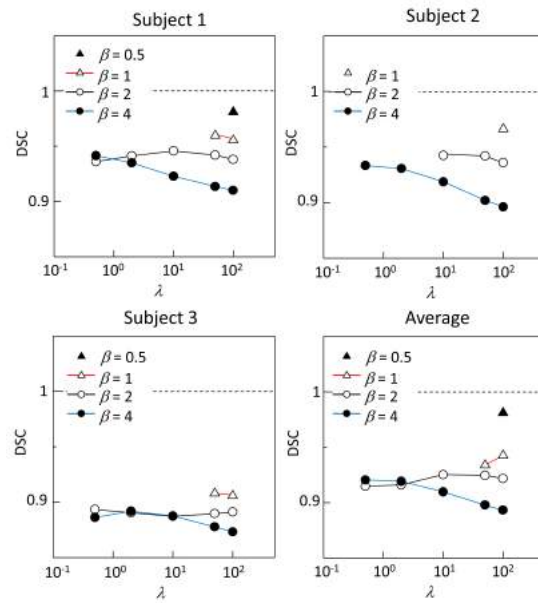 Subject 1
▲ β = 0.5
△ β = 1
○ β = 2
● β = 4
DSC
1
0.9
10⁻¹ 10⁰ 10¹ 10²
λ
Subject 2
△ β = 1
○ β = 2
● β = 4
DSC
1
0.9
10⁻¹ 10⁰ 10¹ 10²
λ
Subject 3
▲ β = 0.5
△ β = 1
○ β = 2
● β = 4
DSC
1
0.9
10⁻¹ 10⁰ 10¹ 10²
λ
Average
▲ β = 0.5
△ β = 1
○ β = 2
● β = 4
DSC
1
0.9
10⁻¹ 10⁰ 10¹ 10²
λ